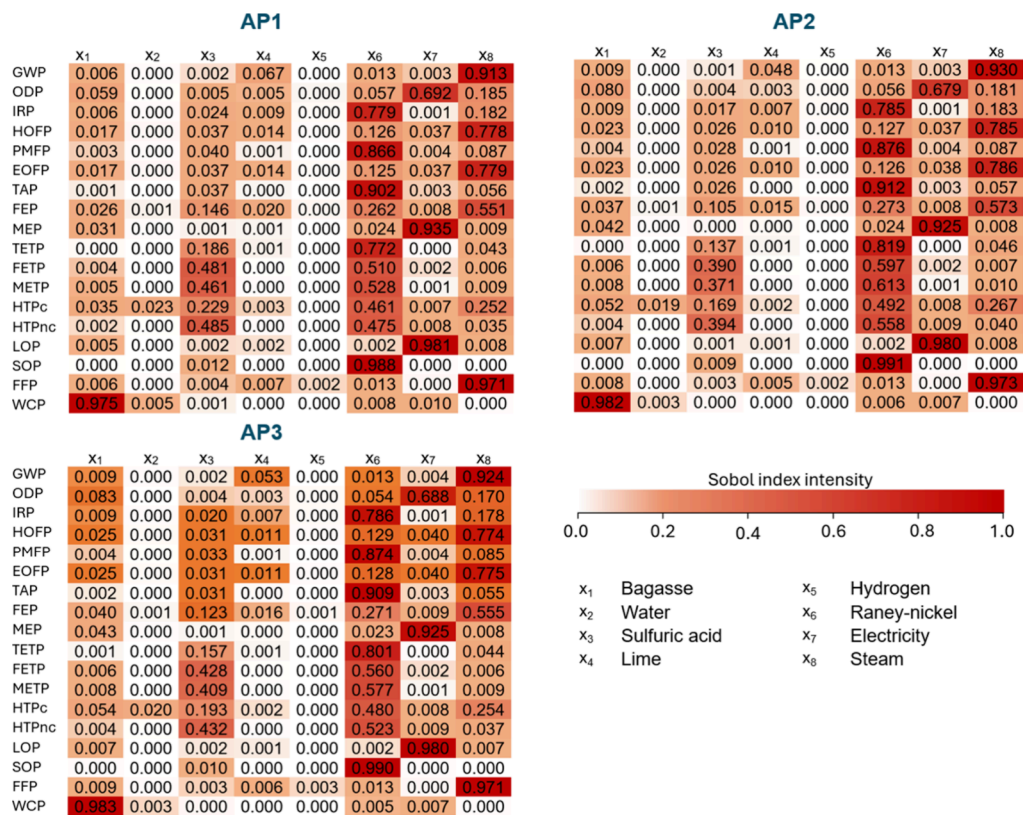 AP1
x1 x2 x3 x4 x5 x6 x7 x8
GWP 0.006 0.000 0.002 0.067 0.000 0.013 0.003 0.913
ODP 0.059 0.000 0.005 0.005 0.000 0.057 0.692 0.185
IRP 0.006 0.000 0.024 0.009 0.000 0.779 0.001 0.182
HOFP 0.017 0.000 0.037 0.014 0.000 0.126 0.037 0.778
PMFP 0.003 0.000 0.040 0.001 0.000 0.866 0.004 0.087
EOFP 0.017 0.000 0.037 0.014 0.000 0.125 0.037 0.779
TAP 0.001 0.000 0.037 0.000 0.000 0.902 0.003 0.056
FEP 0.026 0.001 0.146 0.020 0.000 0.262 0.008 0.551
MEP 0.031 0.000 0.001 0.001 0.000 0.024 0.935 0.009
TETP 0.000 0.000 0.186 0.001 0.000 0.772 0.000 0.043
FETP 0.004 0.000 0.481 0.000 0.000 0.510 0.002 0.006
METP 0.005 0.000 0.461 0.000 0.000 0.528 0.001 0.009
HTPc 0.035 0.023 0.229 0.003 0.000 0.461 0.007 0.252
HTPnc 0.002 0.000 0.485 0.000 0.000 0.475 0.008 0.035
LOP 0.005 0.000 0.002 0.002 0.000 0.002 0.981 0.008
SOP 0.000 0.000 0.012 0.000 0.000 0.988 0.000 0.000
FFP 0.006 0.000 0.004 0.007 0.002 0.013 0.000 0.971
WCP 0.975 0.005 0.001 0.000 0.000 0.008 0.010 0.000
AP2
x1 x2 x3 x4 x5 x6 x7 x8
0.009 0.000 0.001 0.048 0.000 0.013 0.003 0.930
0.080 0.000 0.004 0.003 0.000 0.056 0.679 0.181
0.009 0.000 0.017 0.007 0.000 0.785 0.001 0.183
0.023 0.000 0.026 0.010 0.000 0.127 0.037 0.785
0.004 0.000 0.028 0.001 0.000 0.876 0.004 0.087
0.023 0.000 0.026 0.010 0.000 0.126 0.038 0.786
0.002 0.000 0.026 0.000 0.000 0.912 0.003 0.057
0.037 0.001 0.105 0.015 0.000 0.273 0.008 0.573
0.042 0.000 0.000 0.000 0.000 0.024 0.925 0.008
0.000 0.000 0.137 0.001 0.000 0.819 0.000 0.046
0.006 0.000 0.390 0.000 0.000 0.597 0.002 0.007
0.008 0.000 0.371 0.000 0.000 0.613 0.001 0.010
0.052 0.019 0.169 0.002 0.000 0.492 0.008 0.267
0.004 0.000 0.394 0.000 0.000 0.558 0.009 0.040
0.007 0.000 0.001 0.001 0.000 0.002 0.980 0.008
0.000 0.000 0.009 0.000 0.000 0.991 0.000 0.000
0.008 0.000 0.003 0.005 0.002 0.013 0.000 0.973
0.982 0.003 0.000 0.000 0.000 0.006 0.007 0.000
AP3
x1 x2 x3 x4 x5 x6 x7 x8
GWP 0.009 0.000 0.002 0.053 0.000 0.013 0.004 0.924
ODP 0.083 0.000 0.004 0.003 0.000 0.054 0.688 0.170
IRP 0.009 0.000 0.020 0.007 0.000 0.786 0.001 0.178
HOFP 0.025 0.000 0.031 0.011 0.000 0.129 0.040 0.774
PMFP 0.004 0.000 0.033 0.001 0.000 0.874 0.004 0.085
EOFP 0.025 0.000 0.031 0.011 0.000 0.128 0.040 0.775
TAP 0.002 0.000 0.031 0.000 0.000 0.909 0.003 0.055
FEP 0.040 0.001 0.123 0.016 0.001 0.271 0.009 0.555
MEP 0.043 0.000 0.001 0.000 0.000 0.023 0.925 0.008
TETP 0.001 0.000 0.157 0.001 0.000 0.801 0.000 0.044
FETP 0.006 0.000 0.428 0.000 0.000 0.560 0.002 0.006
METP 0.008 0.000 0.409 0.000 0.000 0.577 0.001 0.009
HTPc 0.054 0.020 0.193 0.002 0.000 0.480 0.008 0.254
HTPnc 0.004 0.000 0.432 0.000 0.000 0.523 0.009 0.037
LOP 0.007 0.000 0.002 0.001 0.000 0.002 0.980 0.007
SOP 0.000 0.000 0.010 0.000 0.000 0.990 0.000 0.000
FFP 0.009 0.000 0.003 0.006 0.003 0.013 0.000 0.971
WCP 0.983 0.003 0.000 0.000 0.000 0.005 0.007 0.000
Sobol index intensity
0.0 0.2 0.4 0.6 0.8 1.0
x1 Bagasse
x2 Water
x3 Sulfuric acid
x4 Lime
x5 Hydrogen
x6 Raney-nickel
x7 Electricity
x8 Steam